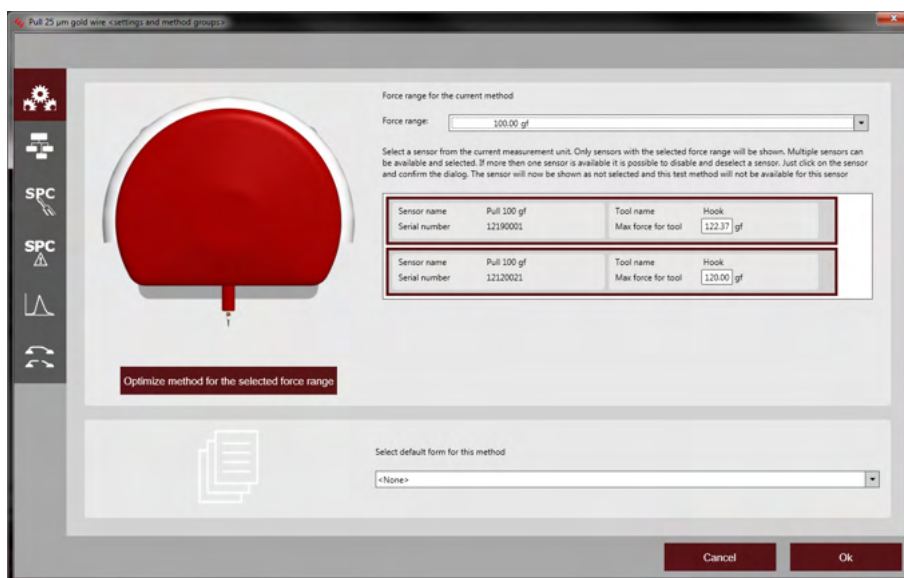 Pull 25 µm gold wire <settings and method groups>
Force range for the current method
Force range: 100.00 gf
Select a sensor from the current measurement unit. Only sensors with the selected force range will be shown. Multiple sensors can
be available and selected. If more then one sensor is available it is possible to disable and deselect a sensor. Just click on the sensor
and confirm the dialog. The sensor will now be shown as not selected and this test method will not be available for this sensor
Sensor name Pull 100 gf Tool name Hook
Serial number 12190001 Max force for tool 122.37 gf
Sensor name Pull 100 gf Tool name Hook
Serial number 12120021 Max force for tool 120.00 gf
SPC
SPC
Optimize method for the selected force range
Select default form for this method
<None>
Cancel Ok